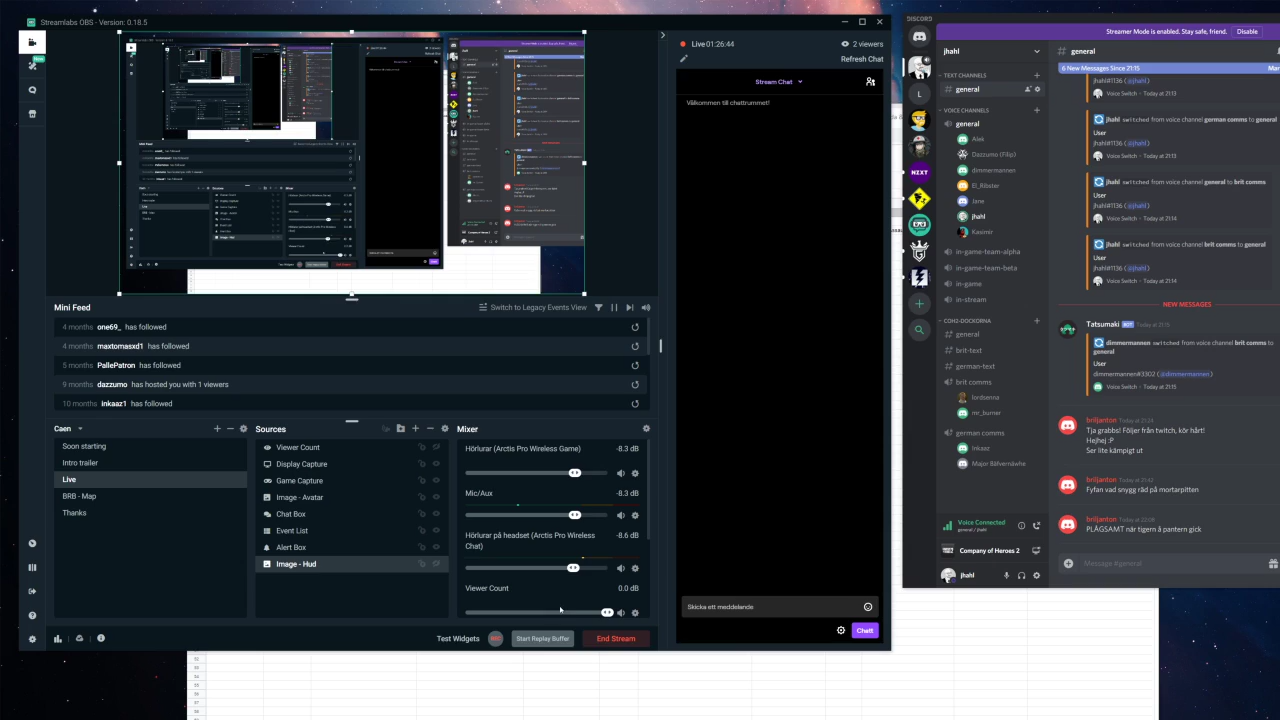 Streamlabs OBS - Version: 0.18.5
New
Live 01:26:44
2 viewers
Refresh Chat
Stream Chat
Välkommen till chattrummet!
Skicka ett meddelande
Chatt
Mini Feed
Switch to Legacy Events View
4 months one69_ has followed
4 months maxtomasxd1 has followed
5 months PallePatron has followed
9 months dazzumo has hosted you with 1 viewers
10 months inkaaz1 has followed
Caen
Soon starting
Intro trailer
Live
BRB - Map
Thanks
Sources
Viewer Count
Display Capture
Game Capture
Image - Avatar
Chat Box
Event List
Alert Box
Image - Hud
Mixer
Hörlurar (Arctis Pro Wireless Game) -8.3 dB
Mic/Aux -8.3 dB
Hörlurar på headset (Arctis Pro Wireless -8.6 dB
Chat)
Viewer Count 0.0 dB
Test Widgets
REC
Start Replay Buffer
End Stream
DISCORD
Streamer Mode is enabled. Stay safe, friend. Disable
jhahl
TEXT CHANNELS
general
VOICE CHANNELS
general
Alek
Dazzumo (Filip)
dimmermannen
El_Ribster
Jane
jhahl
Kasimir
in-game-team-alpha
in-game-team-beta
in-game
in-stream
COH2-DOCKORNA
general
brit-text
german-text
brit comms
lordsenna
mr_burner
german comms
Inkaaz
Major Bälfvernäwhe
Voice Connected
general / jhahl
Company of Heroes 2
jhahl
L
NEXT
# general
6 New Messages Since 21:15
Mar
jhahl#1136 (@jhahl)
Voice Switch • Today at 21:13
jhahl switched from voice channel german comms to general
User
jhahl#1136 (@jhahl)
Voice Switch • Today at 21:13
jhahl switched from voice channel general to brit comms
User
jhahl#1136 (@jhahl)
Voice Switch • Today at 21:14
jhahl switched from voice channel brit comms to general
User
jhahl#1136 (@jhahl)
Voice Switch • Today at 21:14
NEW MESSAGES
Tatsumaki BOT Today at 21:15
dimmermannen switched from voice channel brit comms to
general
User
dimmermannen#3302 (@dimmermannen)
Voice Switch • Today at 21:15
briljanton Today at 21:24
Tja grabbs! Följer från twitch, kör hårt!
Hejhej :P
Ser lite kämpigt ut
briljanton Today at 21:42
Fyfan vad snygg räd på mortarpitten
briljanton Today at 22:08
PLÅGSAMT när tigern å pantern gick
Message #general